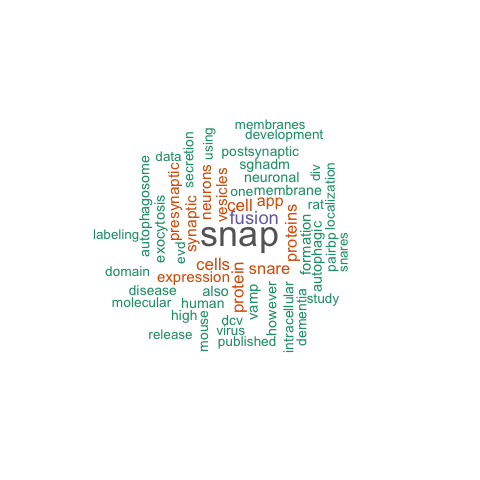 membranes
development
using
secretion
data
postsynaptic
sghadm
neuronal
div
autophagosome
presynaptic
neurons
vesicles
one
membrane
localization
exocytosis
synaptic
cell
app
rat
fusion
proteins
labeling
evd
snap
formation
autophagic
pairbp
snares
domain
cells
snare
expression
protein
disease
also
vamp
however
intracellular
dementia
study
molecular
human
high
dcv
mouse
virus
release
published